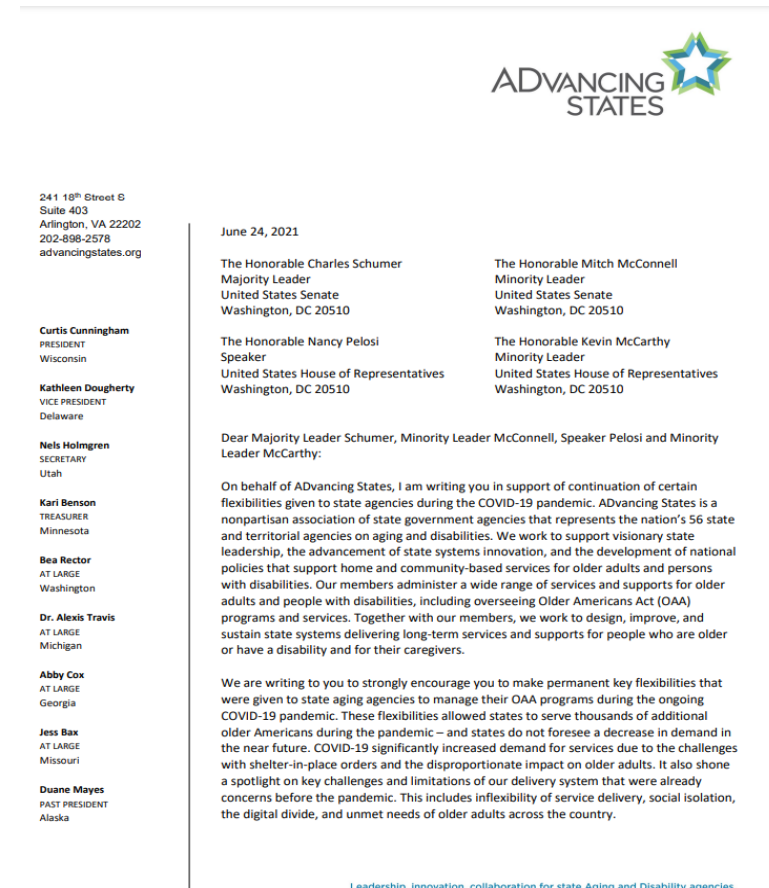 ADVANCING
STATES
241 18th Street S
Suite 403
Arlington, VA 22202
202-898-2578
advancingstates.org
Curtis Cunningham
PRESIDENT
Wisconsin
Kathleen Dougherty
VICE PRESIDENT
Delaware
Nels Holmgren
SECRETARY
Utah
Kari Benson
TREASURER
Minnesota
Bea Rector
AT LARGE
Washington
Dr. Alexis Travis
AT LARGE
Michigan
Abby Cox
AT LARGE
Georgia
Jess Bax
AT LARGE
Missouri
Duane Mayes
PAST PRESIDENT
Alaska
June 24, 2021
The Honorable Charles Schumer
Majority Leader
United States Senate
Washington, DC 20510
The Honorable Mitch McConnell
Minority Leader
United States Senate
Washington, DC 20510
The Honorable Nancy Pelosi
Speaker
United States House of Representatives
Washington, DC 20510
The Honorable Kevin McCarthy
Minority Leader
United States House of Representatives
Washington, DC 20510
Dear Majority Leader Schumer, Minority Leader McConnell, Speaker Pelosi and Minority
Leader McCarthy:
On behalf of ADvancing States, I am writing you in support of continuation of certain
flexibilities given to state agencies during the COVID-19 pandemic. ADvancing States is a
nonpartisan association of state government agencies that represents the nation's 56 state
and territorial agencies on aging and disabilities. We work to support visionary state
leadership, the advancement of state systems innovation, and the development of national
policies that support home and community-based services for older adults and persons
with disabilities. Our members administer a wide range of services and supports for older
adults and people with disabilities, including overseeing Older Americans Act (OAA)
programs and services. Together with our members, we work to design, improve, and
sustain state systems delivering long-term services and supports for people who are older
or have a disability and for their caregivers.
We are writing to you to strongly encourage you to make permanent key flexibilities that
were given to state aging agencies to manage their OAA programs during the ongoing
COVID-19 pandemic. These flexibilities allowed states to serve thousands of additional
older Americans during the pandemic – and states do not foresee a decrease in demand in
the near future. COVID-19 significantly increased demand for services due to the challenges
with shelter-in-place orders and the disproportionate impact on older adults. It also shone
a spotlight on key challenges and limitations of our delivery system that were already
concerns before the pandemic. This includes inflexibility of service delivery, social isolation,
the digital divide, and unmet needs of older adults across the country.
Leadership, innovation, collaboration for state Aging and Disability agencies